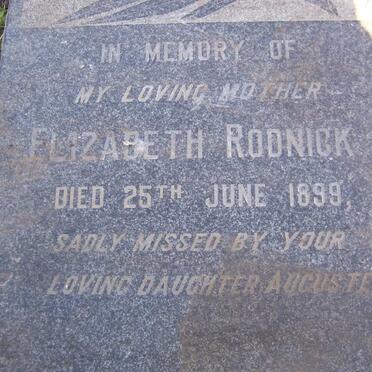 IN MEMORY OF
MY LOVING MOTHER
ELIZABETH RODNICK
DIED 25TH JUNE 1899,
SADLY MISSED BY YOUR
LOVING DAUGHTER